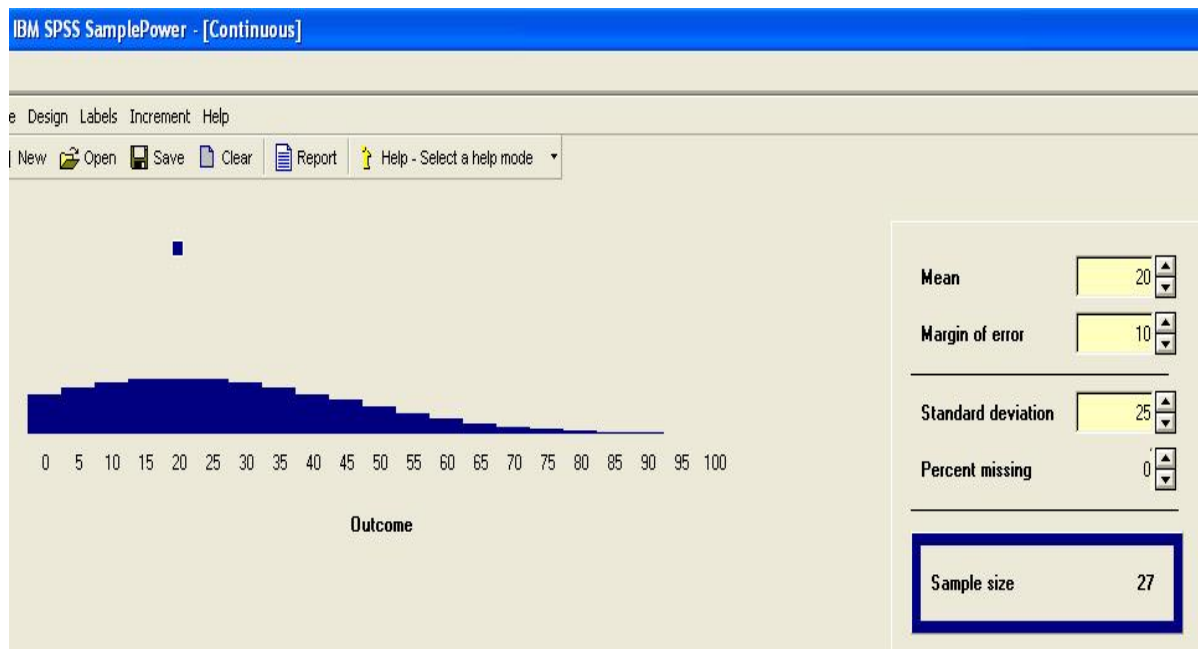 IBM SPSS SamplePower - [Continuous]
e Design Labels Increment Help
New Open Save Clear Report Help - Select a help mode
Mean 20
Margin of error 10
Standard deviation 25
Percent missing 0
0 5 10 15 20 25 30 35 40 45 50 55 60 65 70 75 80 85 90 95 100
Outcome
Sample size 27